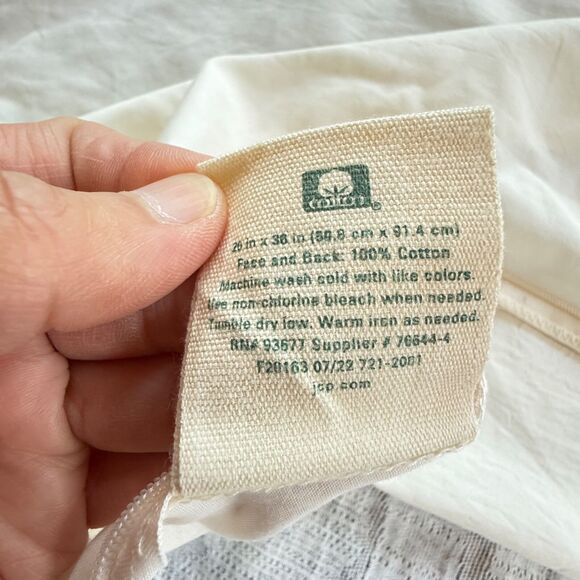 cotton ®
26 in x 36 in (66.8 cm x 91.4 cm)
Face and Back: 100% Cotton
Machine wash cold with like colors.
Use non-chlorine bleach when needed.
Tumble dry low. Warm iron as needed.
RN# 93677 Supplier # 76644-4
F20163 07/22 721-2001
jcp.com